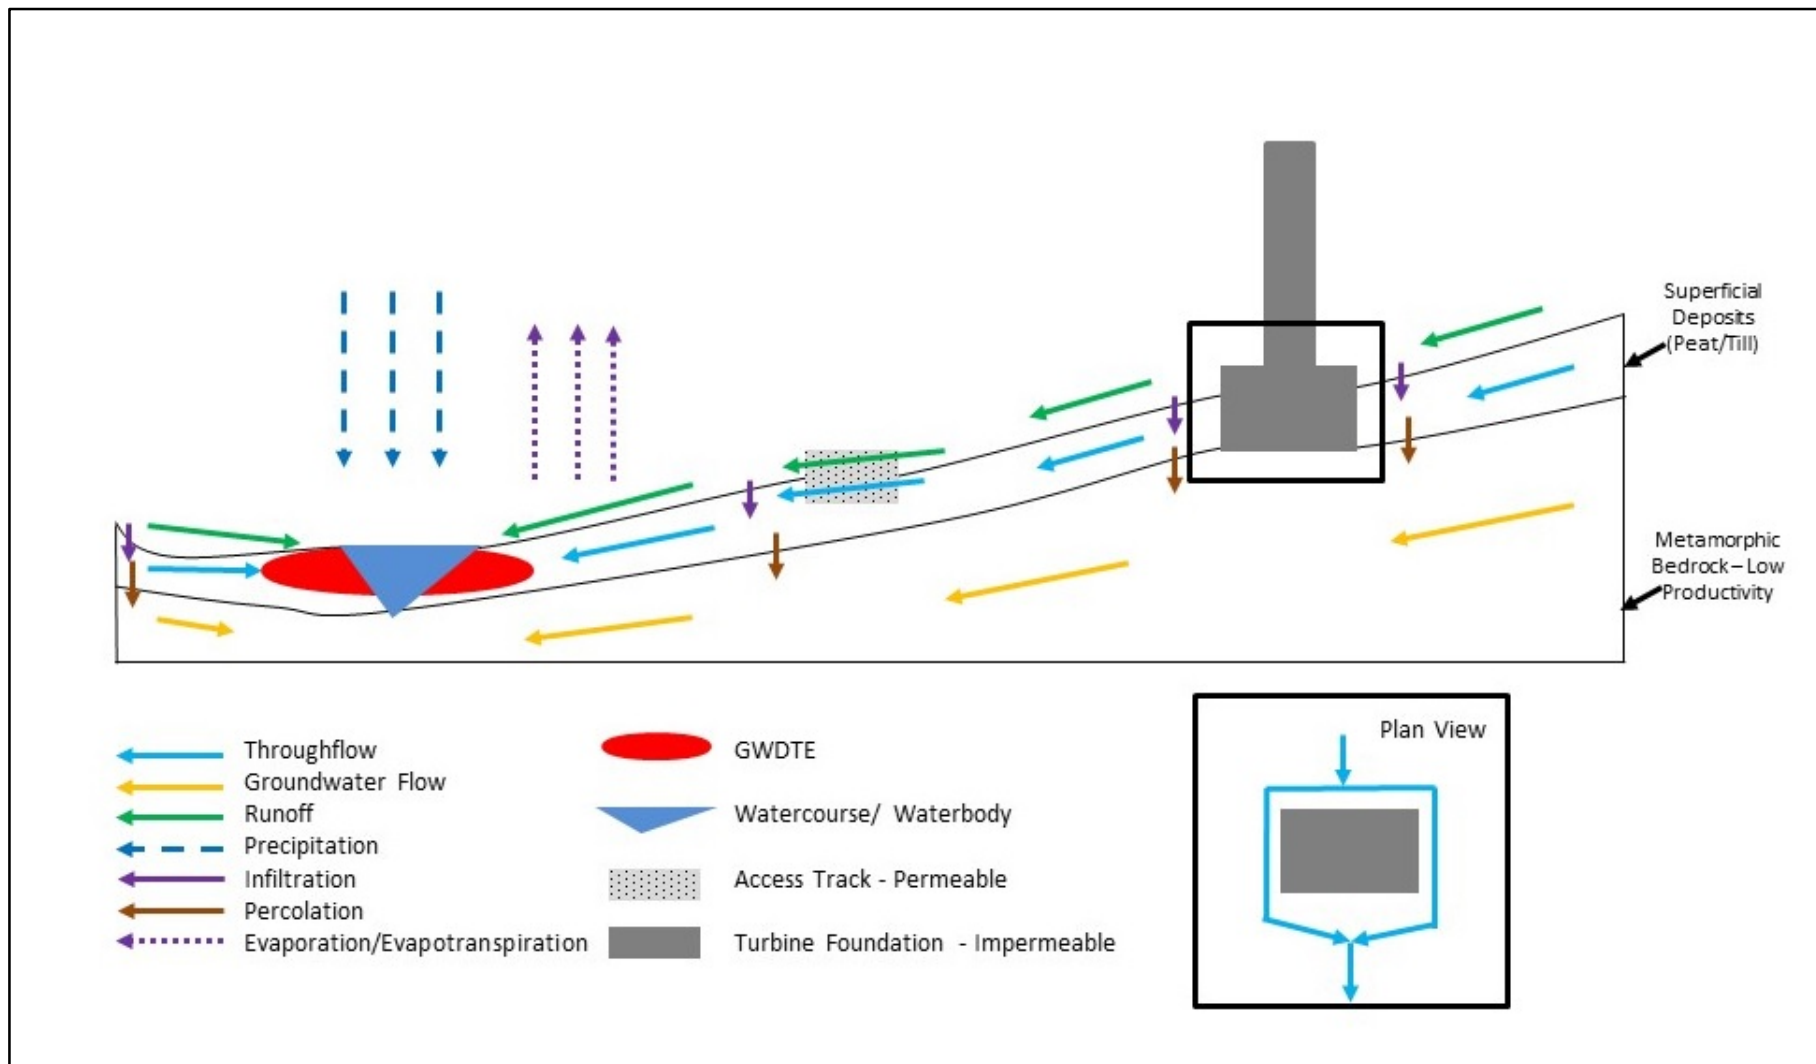 Superficial
Deposits
(Peat/Till)
Metamorphic
Bedrock – Low
Productivity
Throughflow
Groundwater Flow
Runoff
Precipitation
Infiltration
Percolation
Evaporation/Evapotranspiration
GWDTE
Watercourse/ Waterbody
Access Track - Permeable
Turbine Foundation - Impermeable
Plan View